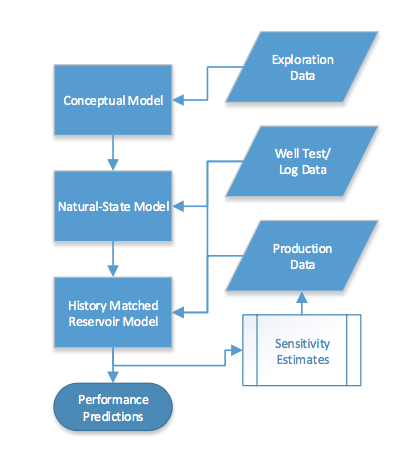 Exploration
Data
Conceptual Model
Well Test/
Log Data
Natural-State Model
Production
Data
History Matched
Reservoir Model
Sensitivity
Estimates
Performance
Predictions